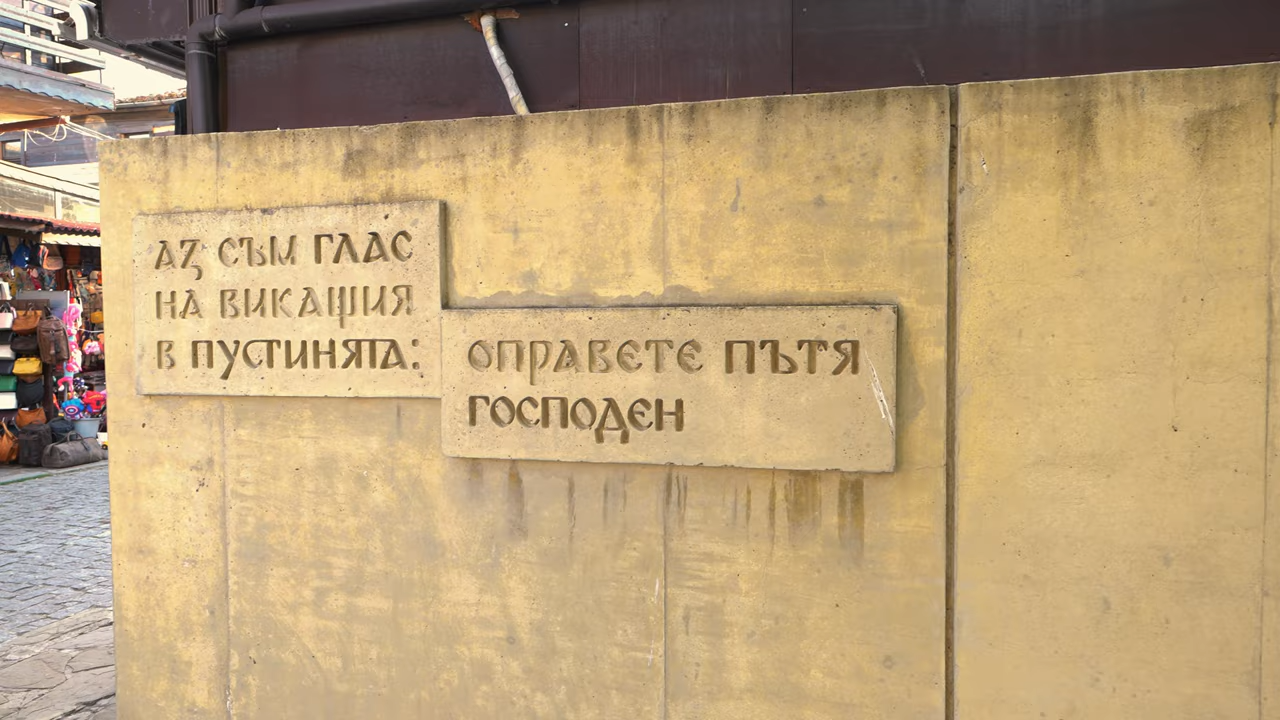 АЗ СЪМ ГЛАС
НА ВИКАЩИЯ
В ПУСТИНЯТА:
ОПРАВЕТЕ ПЪТЯ
ГОСПОДЕН